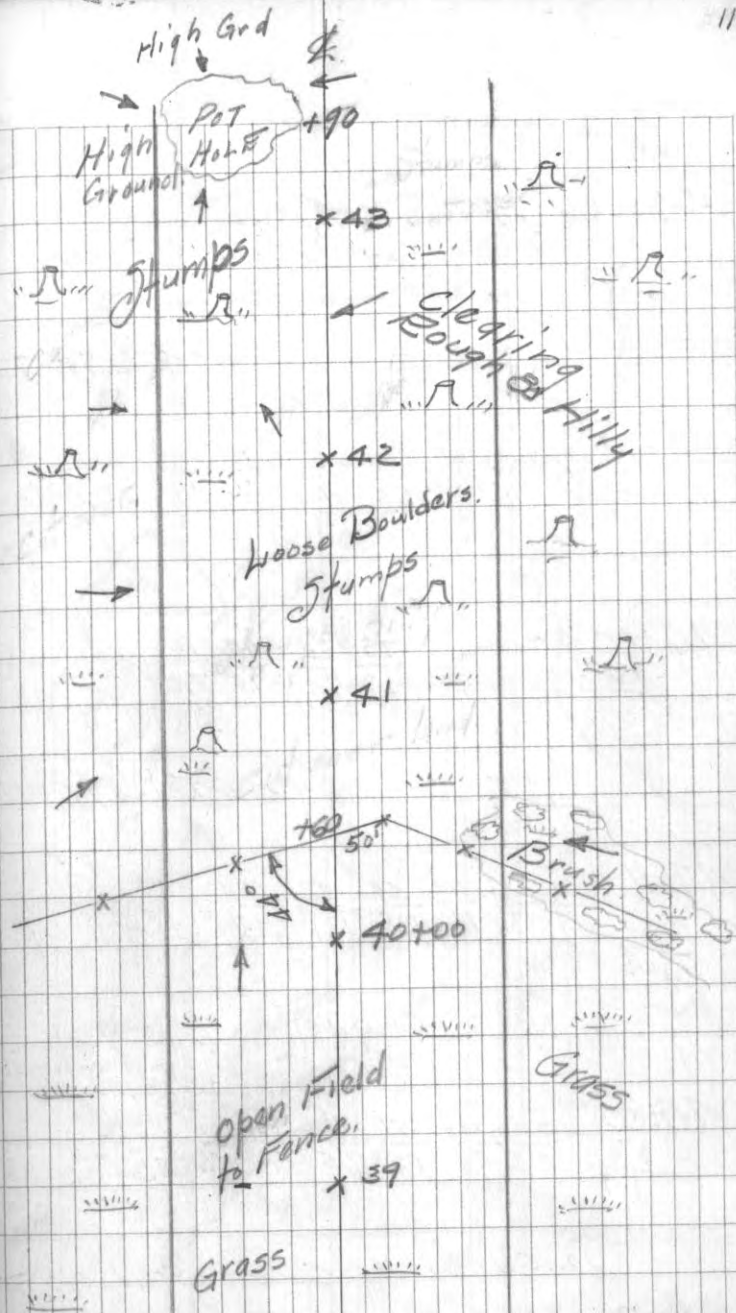 11
High Grd
℄
POT
HOLE
+90
High
Ground.
× 43
Stumps
Clearing
Rough & Hilly
× 42
Loose Boulders.
Stumps
× 41
+60
50'
Brush
44°
× 40+00
Open Field
to Fence.
Grass
× 39
Grass